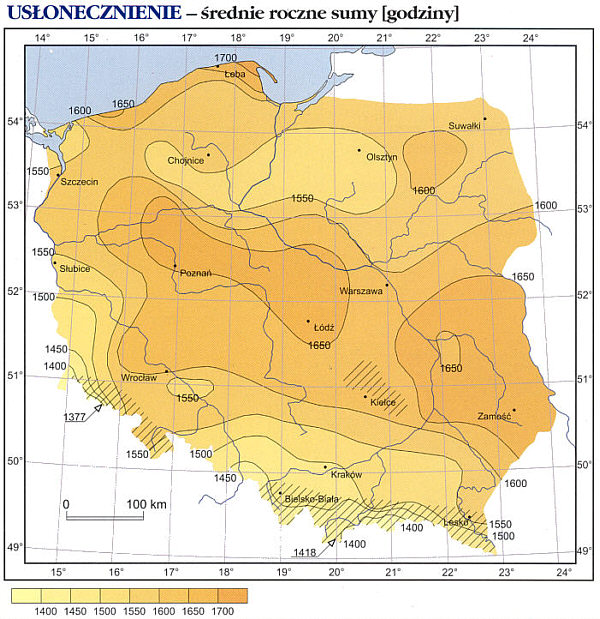 USŁONECZNIENIE – średnie roczne sumy [godziny]
14° 15° 16° 17° 18° 19° 20° 21° 22° 23° 24°
1700
Łeba
1650
1600
54° 54°
Suwałki
Chojnice
Olsztyn
1550
Szczecin
1600
1550
53° 1600 53°
1550
Słubice
Poznań
1650
Warszawa
52° 1500 52°
Łódź
1650
1450
1400
1650
51° Wrocław 51°
1550
Kielce
1377
Zamość
1550 1500
50° 50°
1450
Kraków
1600
0 100 km
Bielsko-Biała
Lesko
1550
1400
1500
1418 1400
49° 49°
15° 16° 17° 18° 19° 20° 21° 22° 23° 24°
1400 1450 1500 1550 1600 1650 1700